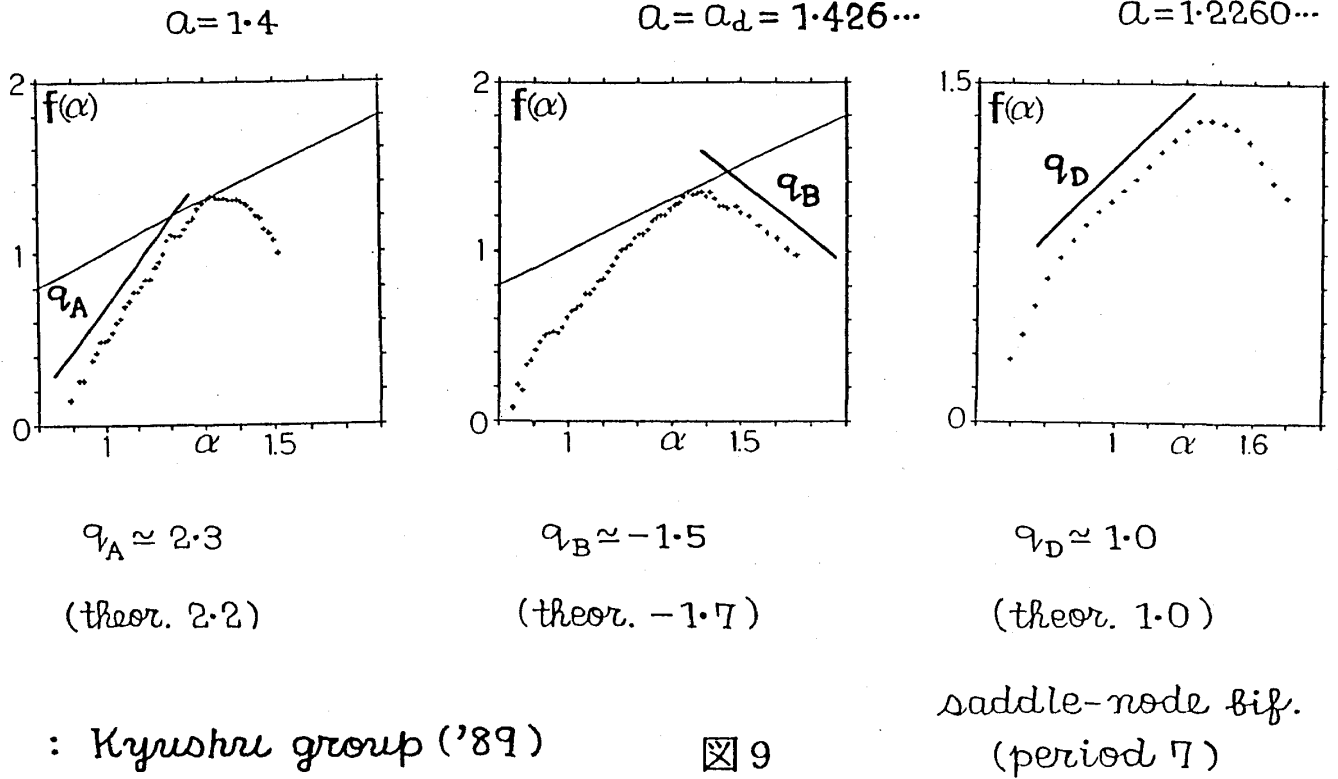 a = 1.4 a = a_d = 1.426... a = 1.2260...
2 2 1.5
f(α) f(α) f(α)
q_A q_B q_D
1 1
0 0 0
1 α 1.5 1 α 1.5 1 α 1.6
q_A ≃ 2.3 q_B ≃ -1.5 q_D ≃ 1.0
(theor. 2.2) (theor. -1.7) (theor. 1.0)
saddle-node bif.
: Kyushu group ('89) 図9 (period 7)